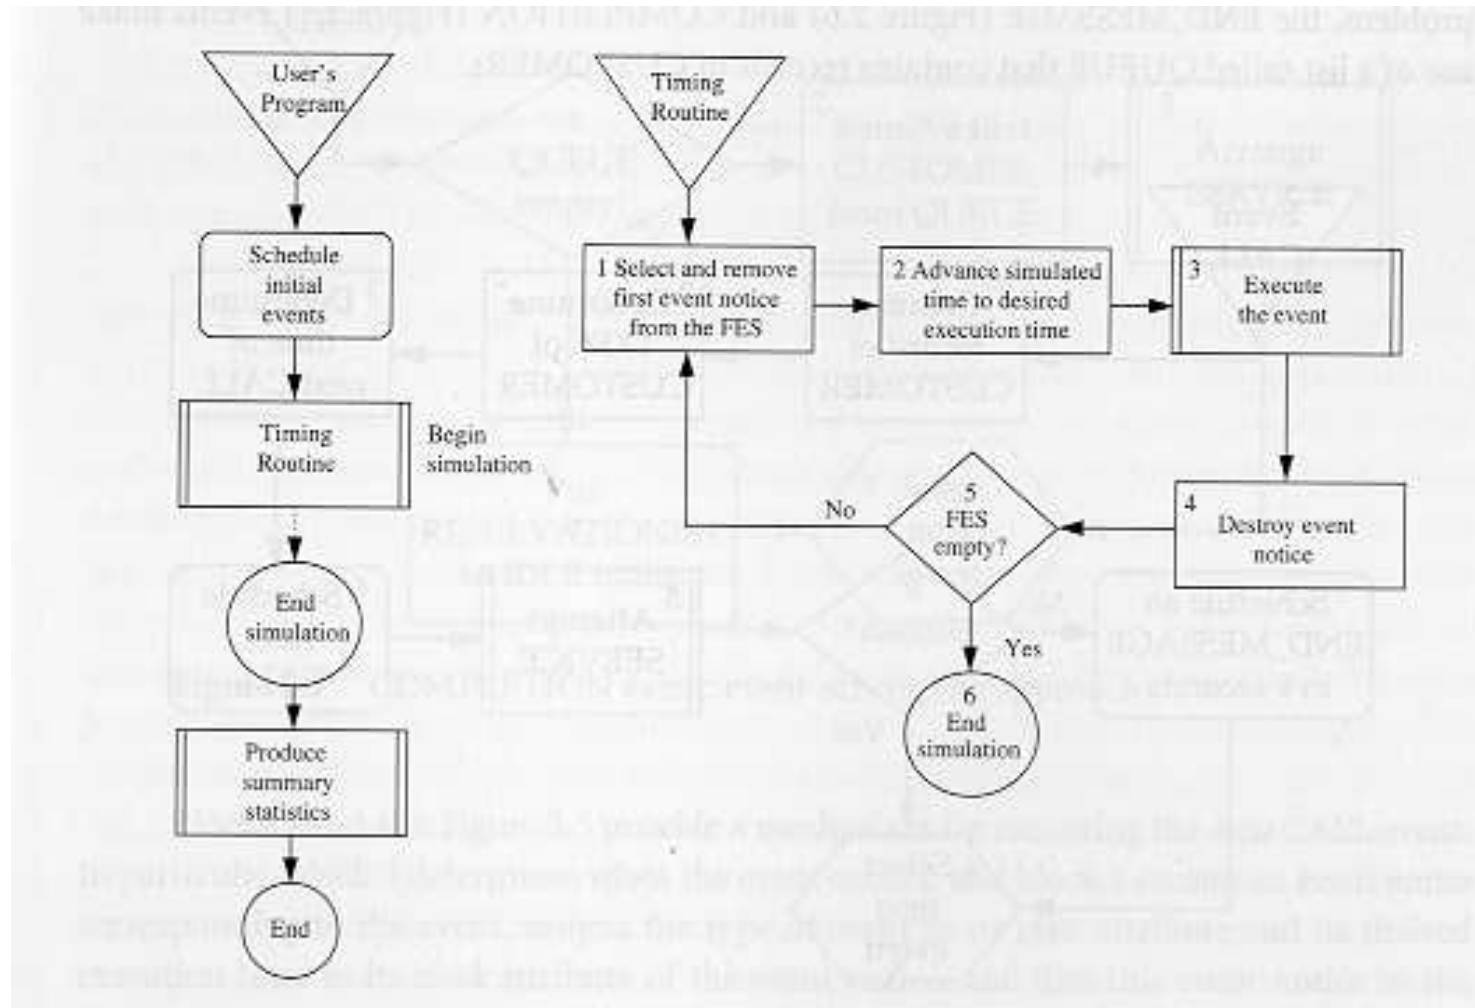 User's
Program
Schedule
initial
events
Timing
Routine
Begin
simulation
End
simulation
Produce
summary
statistics
End
Timing
Routine
1 Select and remove
first event notice
from the FES
2 Advance simulated
time to desired
execution time
3
Execute
the event
4
Destroy event
notice
5
FES
empty?
No
Yes
6
End
simulation